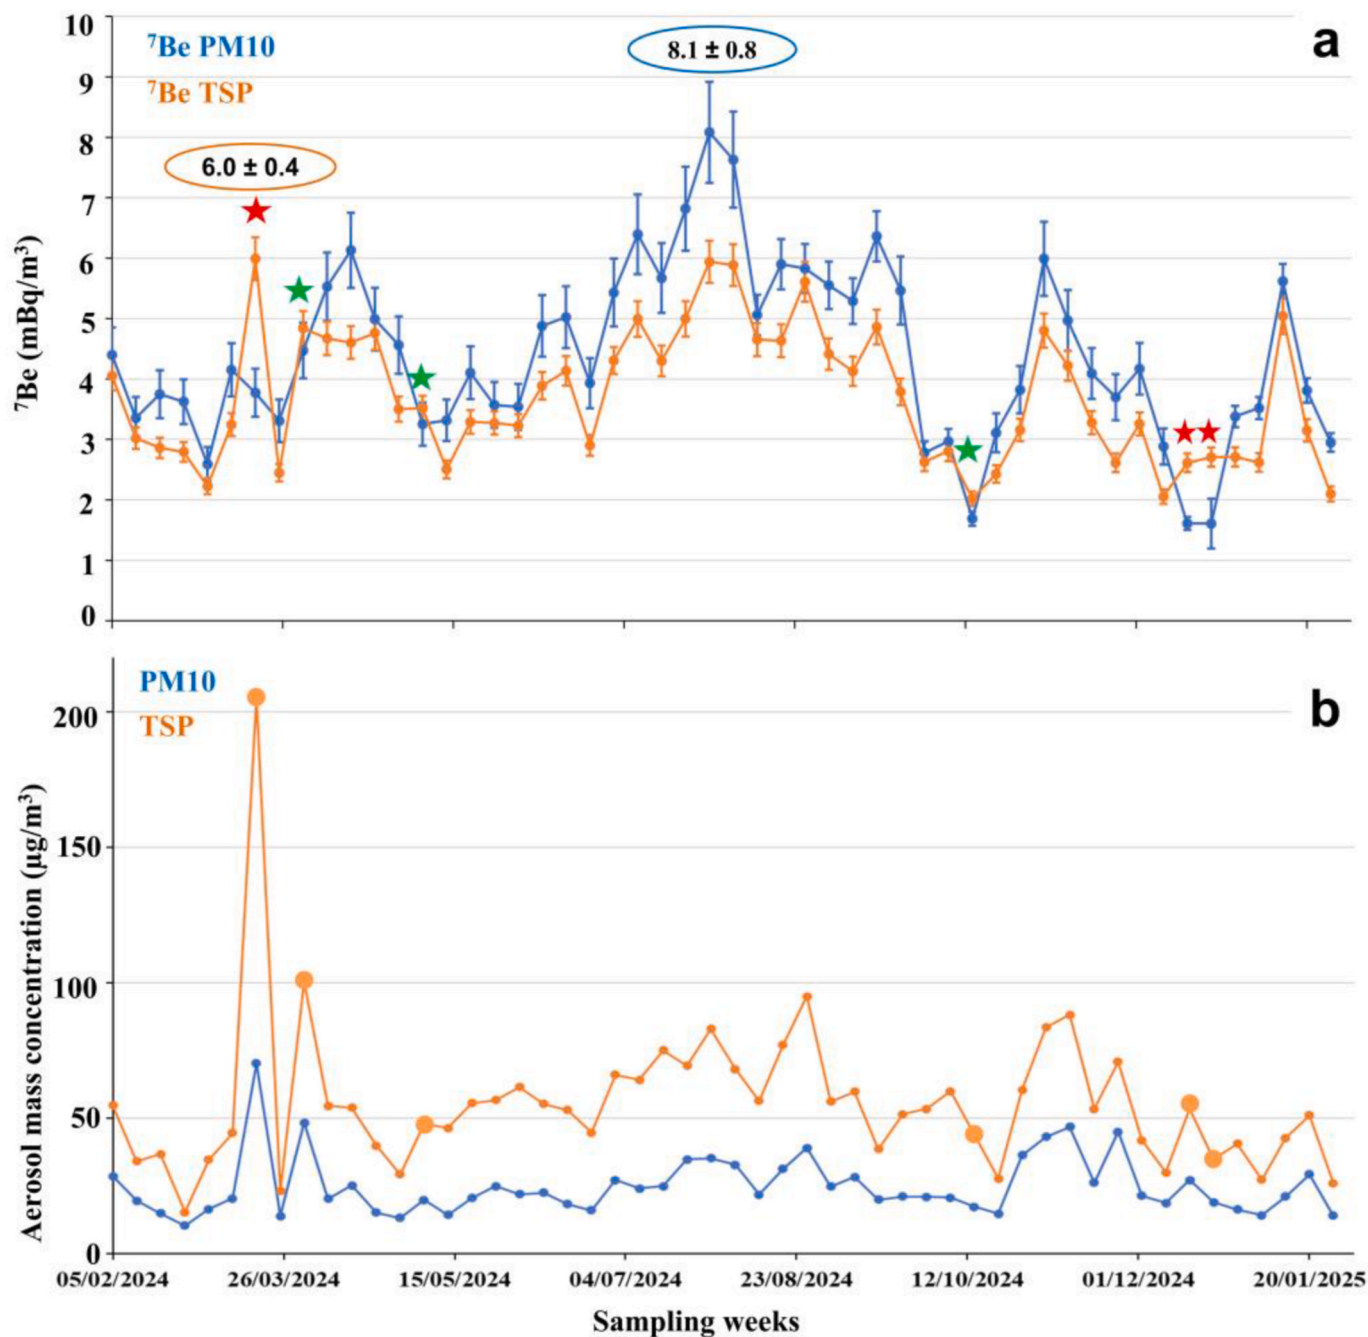 10
a
⁷Be PM10
8.1 ± 0.8
9
⁷Be TSP
8
6.0 ± 0.4
7
6
5
4
3
2
1
0
⁷Be (mBq/m³)
PM10
b
TSP
200
150
100
50
0
Aerosol mass concentration (µg/m³)
05/02/2024 26/03/2024 15/05/2024 04/07/2024 23/08/2024 12/10/2024 01/12/2024 20/01/2025
Sampling weeks